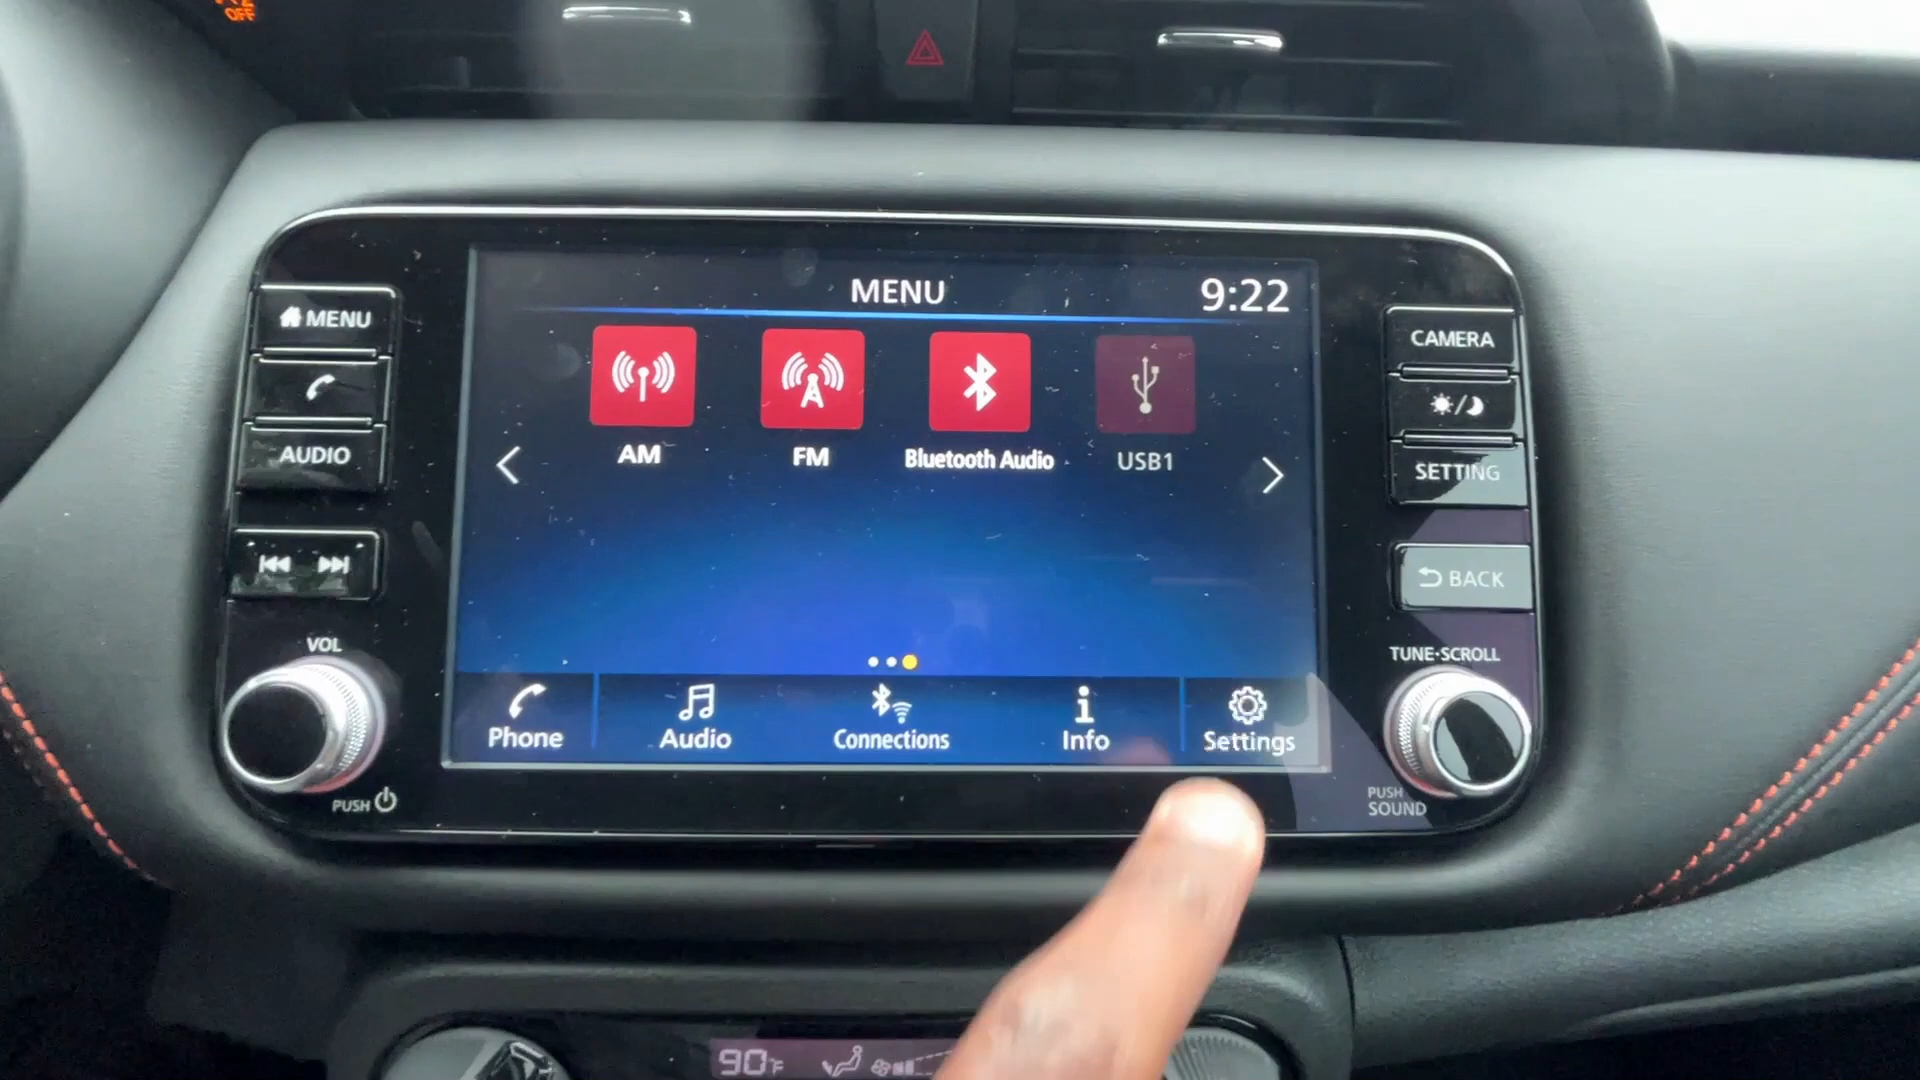 OFF
MENU
9:22
MENU
AUDIO
VOL
PUSH
AM
FM
Bluetooth Audio
USB1
Phone
Audio
Connections
Info
Settings
CAMERA
SETTING
BACK
TUNE·SCROLL
PUSH
SOUND
90°F